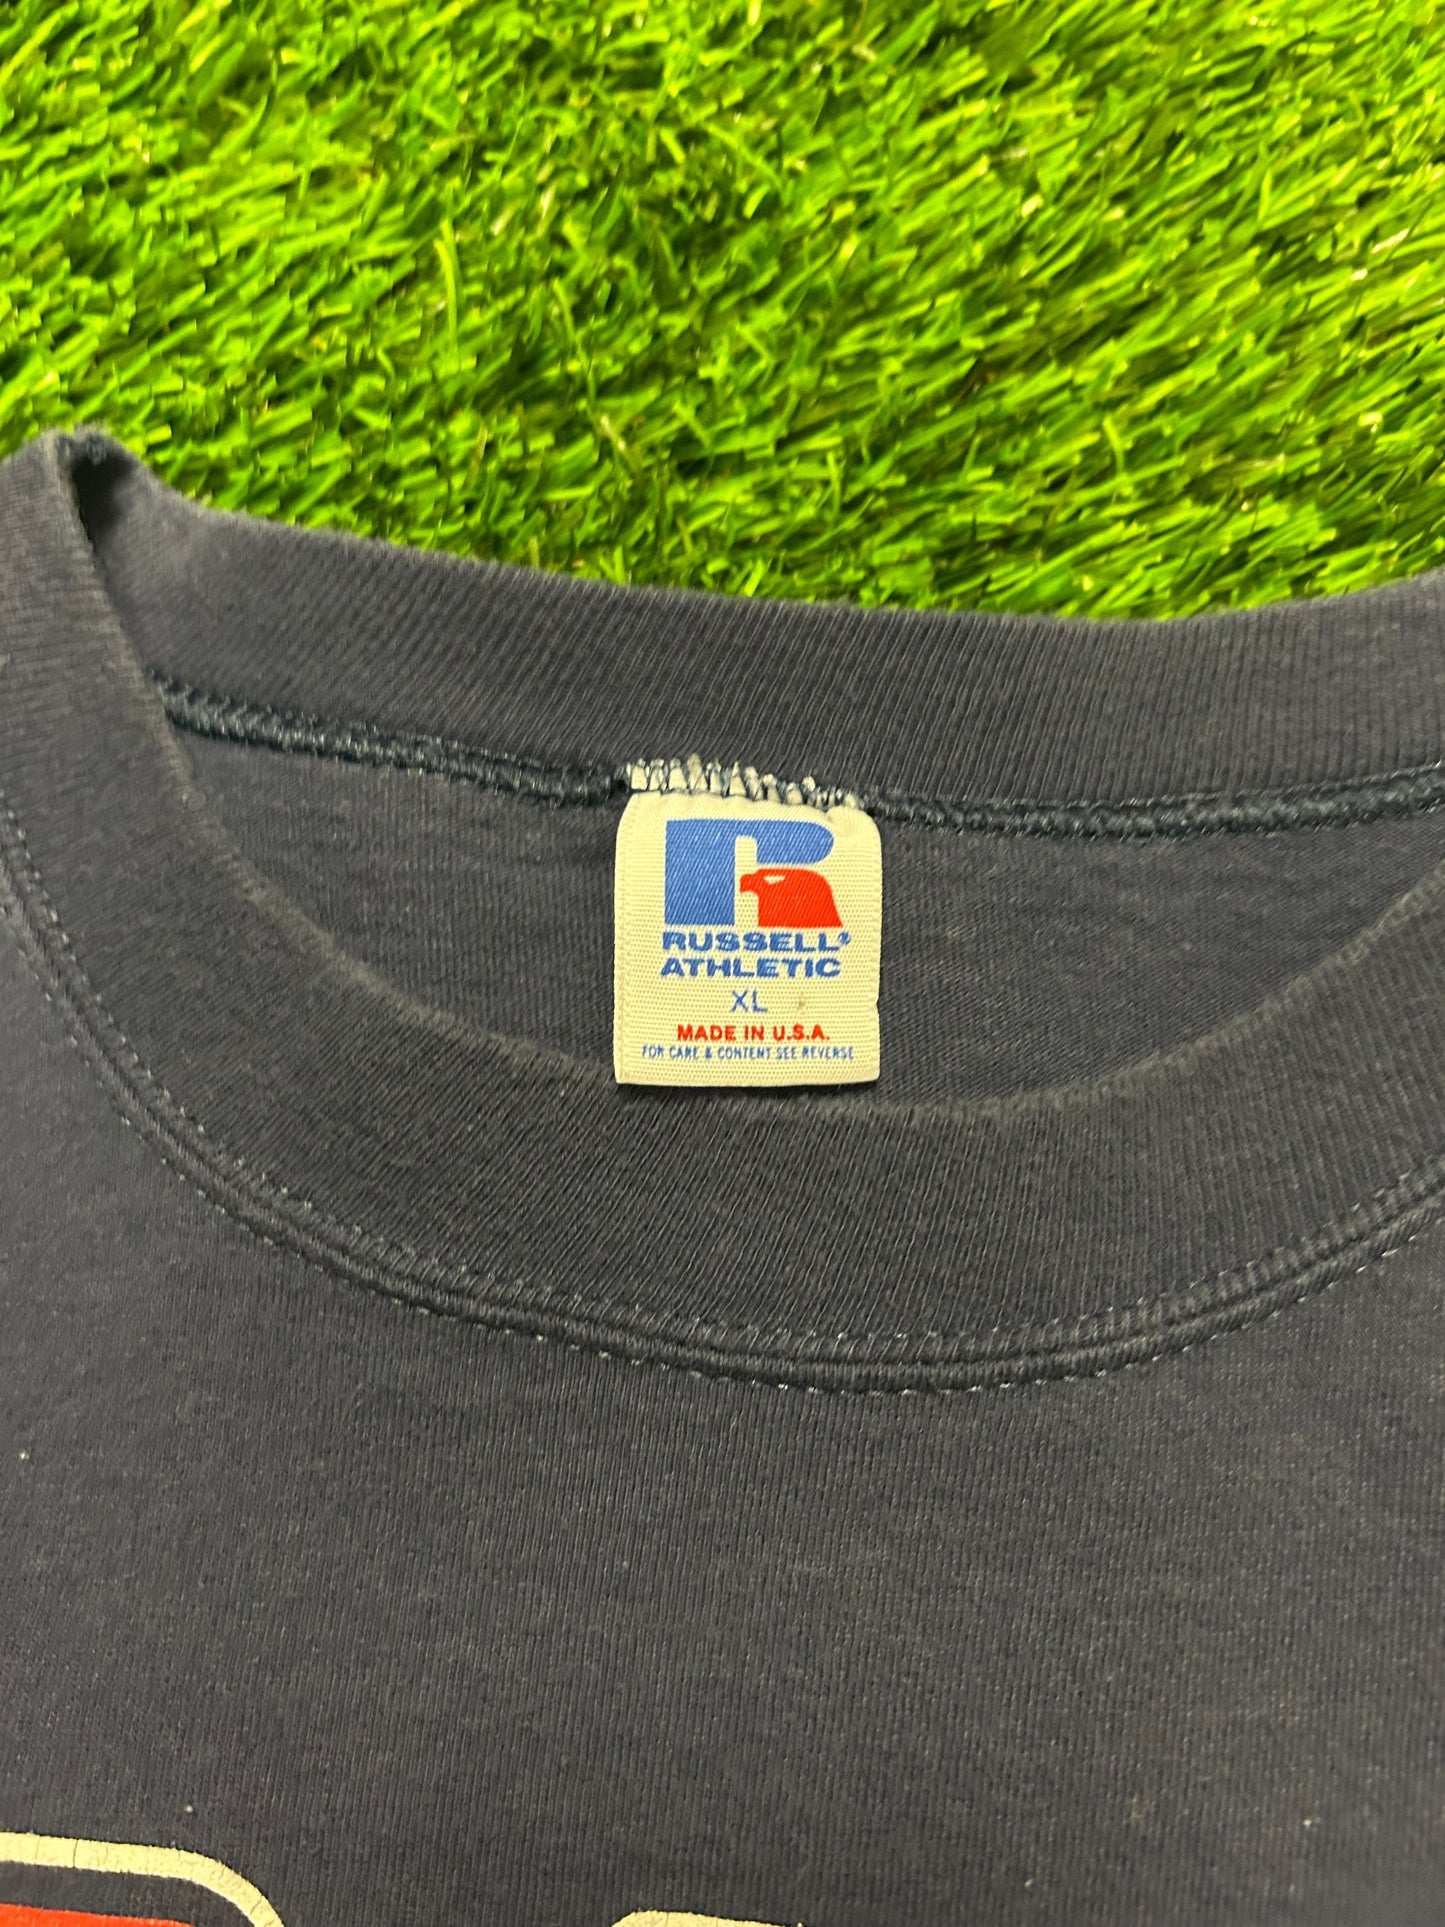 RUSSELL®
ATHLETIC
XL
MADE IN U.S.A.
FOR CARE & CONTENT SEE REVERSE